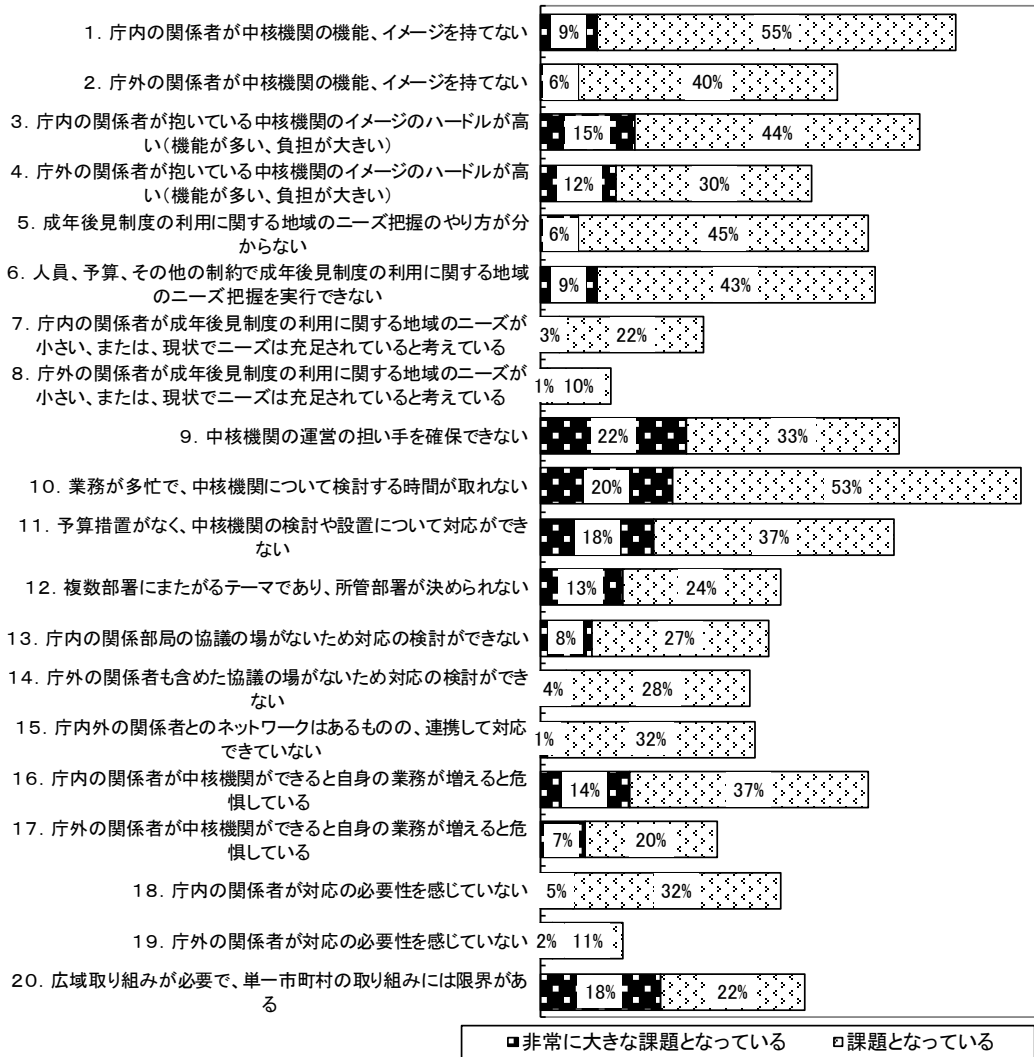 1. 庁内の関係者が中核機関の機能、イメージを持てない
9%
55%
2. 庁外の関係者が中核機関の機能、イメージを持てない
6%
40%
3. 庁内の関係者が抱いている中核機関のイメージのハードルが高
い(機能が多い、負担が大きい)
15%
44%
4. 庁外の関係者が抱いている中核機関のイメージのハードルが高
い(機能が多い、負担が大きい)
12%
30%
5. 成年後見制度の利用に関する地域のニーズ把握のやり方が分
からない
6%
45%
6. 人員、予算、その他の制約で成年後見制度の利用に関する地域
のニーズ把握を実行できない
9%
43%
7. 庁内の関係者が成年後見制度の利用に関する地域のニーズが
小さい、または、現状でニーズは充足されていると考えている
3%
22%
8. 庁外の関係者が成年後見制度の利用に関する地域のニーズが
小さい、または、現状でニーズは充足されていると考えている
1%
10%
9. 中核機関の運営の担い手を確保できない
22%
33%
10. 業務が多忙で、中核機関について検討する時間が取れない
20%
53%
11. 予算措置がなく、中核機関の検討や設置について対応ができ
ない
18%
37%
12. 複数部署にまたがるテーマであり、所管部署が決められない
13%
24%
13. 庁内の関係部局の協議の場がないため対応の検討ができない
8%
27%
14. 庁外の関係者も含めた協議の場がないため対応の検討ができ
ない
4%
28%
15. 庁内外の関係者とのネットワークはあるものの、連携して対応
できていない
1%
32%
16. 庁内の関係者が中核機関ができると自身の業務が増えると危
惧している
14%
37%
17. 庁外の関係者が中核機関ができると自身の業務が増えると危
惧している
7%
20%
18. 庁内の関係者が対応の必要性を感じていない
5%
32%
19. 庁外の関係者が対応の必要性を感じていない
2%
11%
20. 広域取り組みが必要で、単一市町村の取り組みには限界があ
る
18%
22%
非常に大きな課題となっている
課題となっている